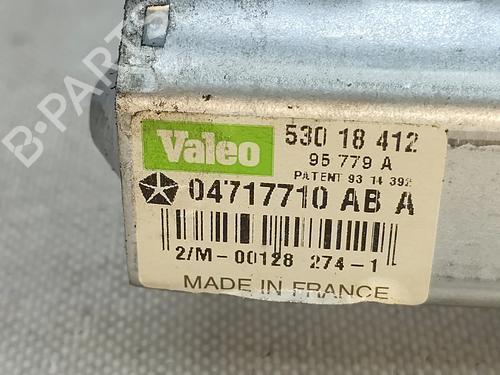 Valeo
530 18 412
95 779 A
PATENT 93 14 392
04717710 AB A
2/M-00128 274-1
MADE IN FRANCE
B-PARTS